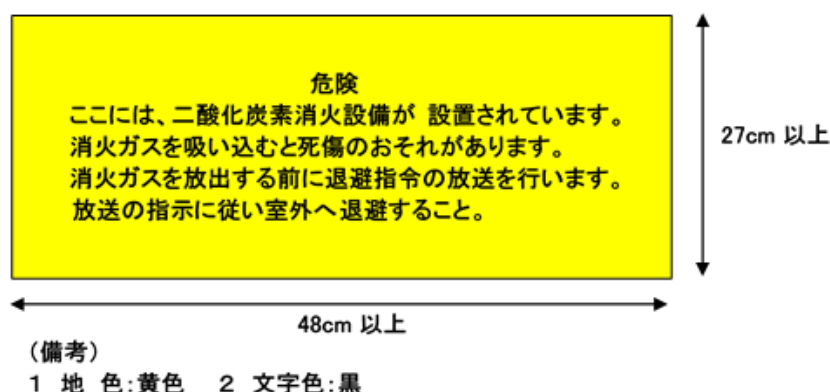 危険
ここには、二酸化炭素消火設備が 設置されています。
消火ガスを吸い込むと死傷のおそれがあります。
消火ガスを放出する前に退避指令の放送を行います。
放送の指示に従い室外へ退避すること。
27cm 以上
48cm 以上
（備考）
1 地 色:黄色 2 文字色:黒